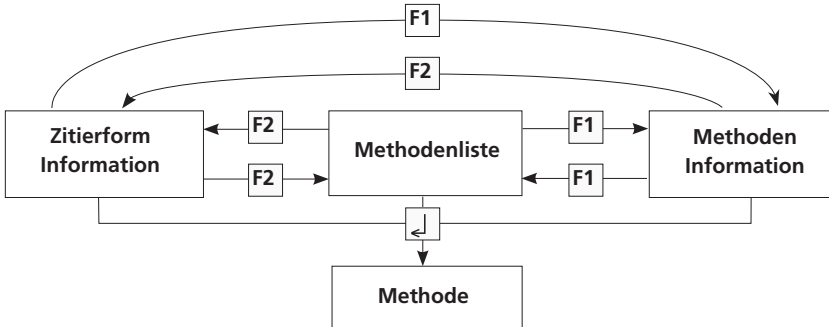 F1
F2
Zitierform
Information
F2
F2
Methodenliste
F1
F1
Methoden
Information
Methode